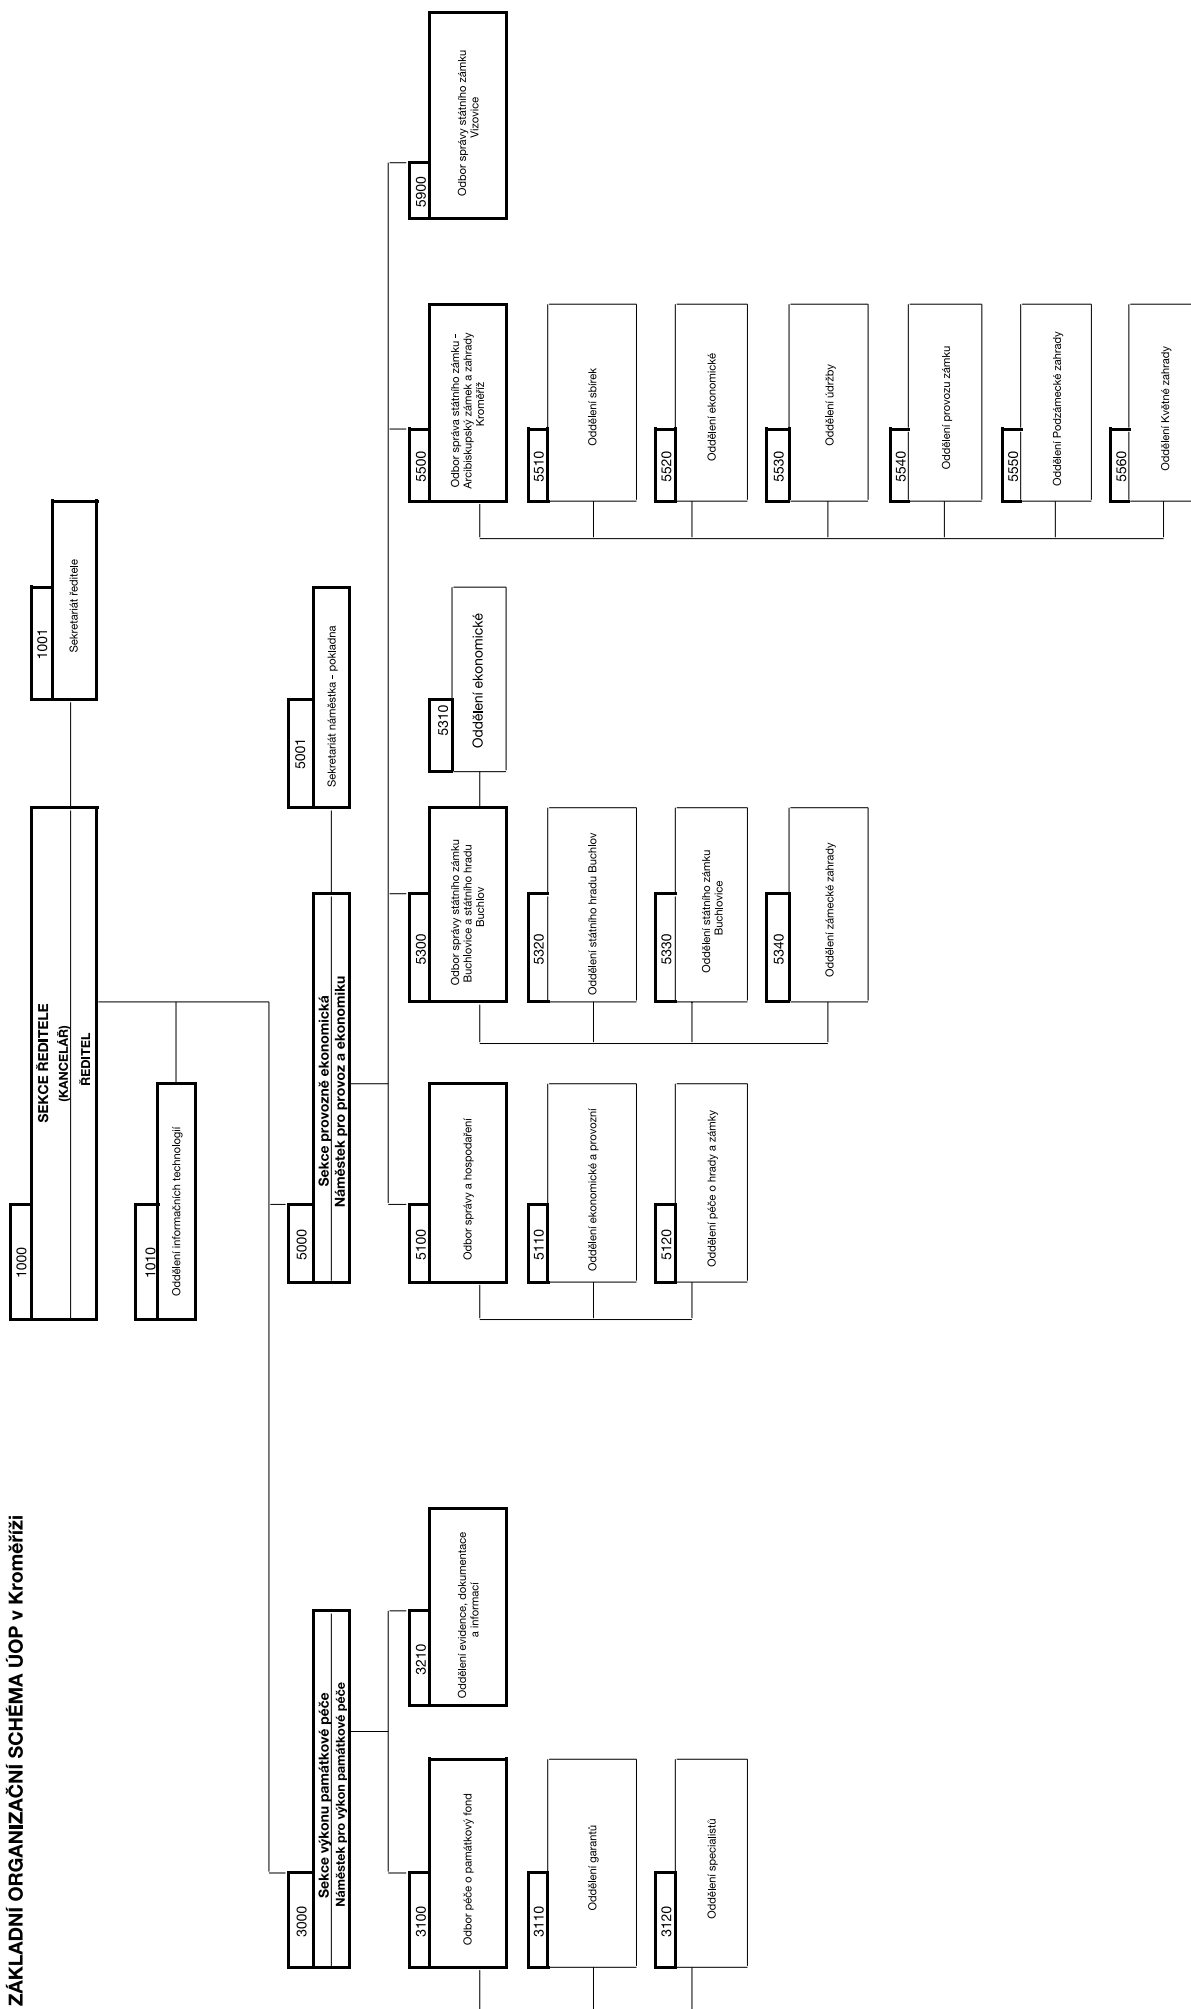 ZÁKLADNÍ ORGANIZAČNÍ SCHÉMA ÚOP v Kroměříži
1000
SEKCE ŘEDITELE
(KANCELÁŘ)
ŘEDITEL
1001
Sekretariát ředitele
1010
Oddělení informačních technologií
3000
Sekce výkonu památkové péče
Náměstek pro výkon památkové péče
5000
Sekce provozně ekonomická
Náměstek pro provoz a ekonomiku
5001
Sekretariát náměstka - pokladna
3100
Odbor péče o památkový fond
3210
Oddělení evidence, dokumentace
a informací
5100
Odbor správy a hospodaření
5300
Odbor správy státního zámku
Buchlovice a státního hradu
Buchlov
5310
Oddělení ekonomické
5500
Odbor správa státního zámku -
Arcibiskupský zámek a zahrady
Kroměříž
5900
Odbor správy státního zámku
Vizovice
3110
Oddělení garantů
5110
Oddělení ekonomické a provozní
5320
Oddělení státního hradu Buchlov
5510
Oddělení sbírek
3120
Oddělení specialistů
5120
Oddělení péče o hrady a zámky
5330
Oddělení státního zámku
Buchlovice
5520
Oddělení ekonomické
5340
Oddělení zámecké zahrady
5530
Oddělení údržby
5540
Oddělení provozu zámku
5550
Oddělení Podzámecké zahrady
5560
Oddělení Květné zahrady